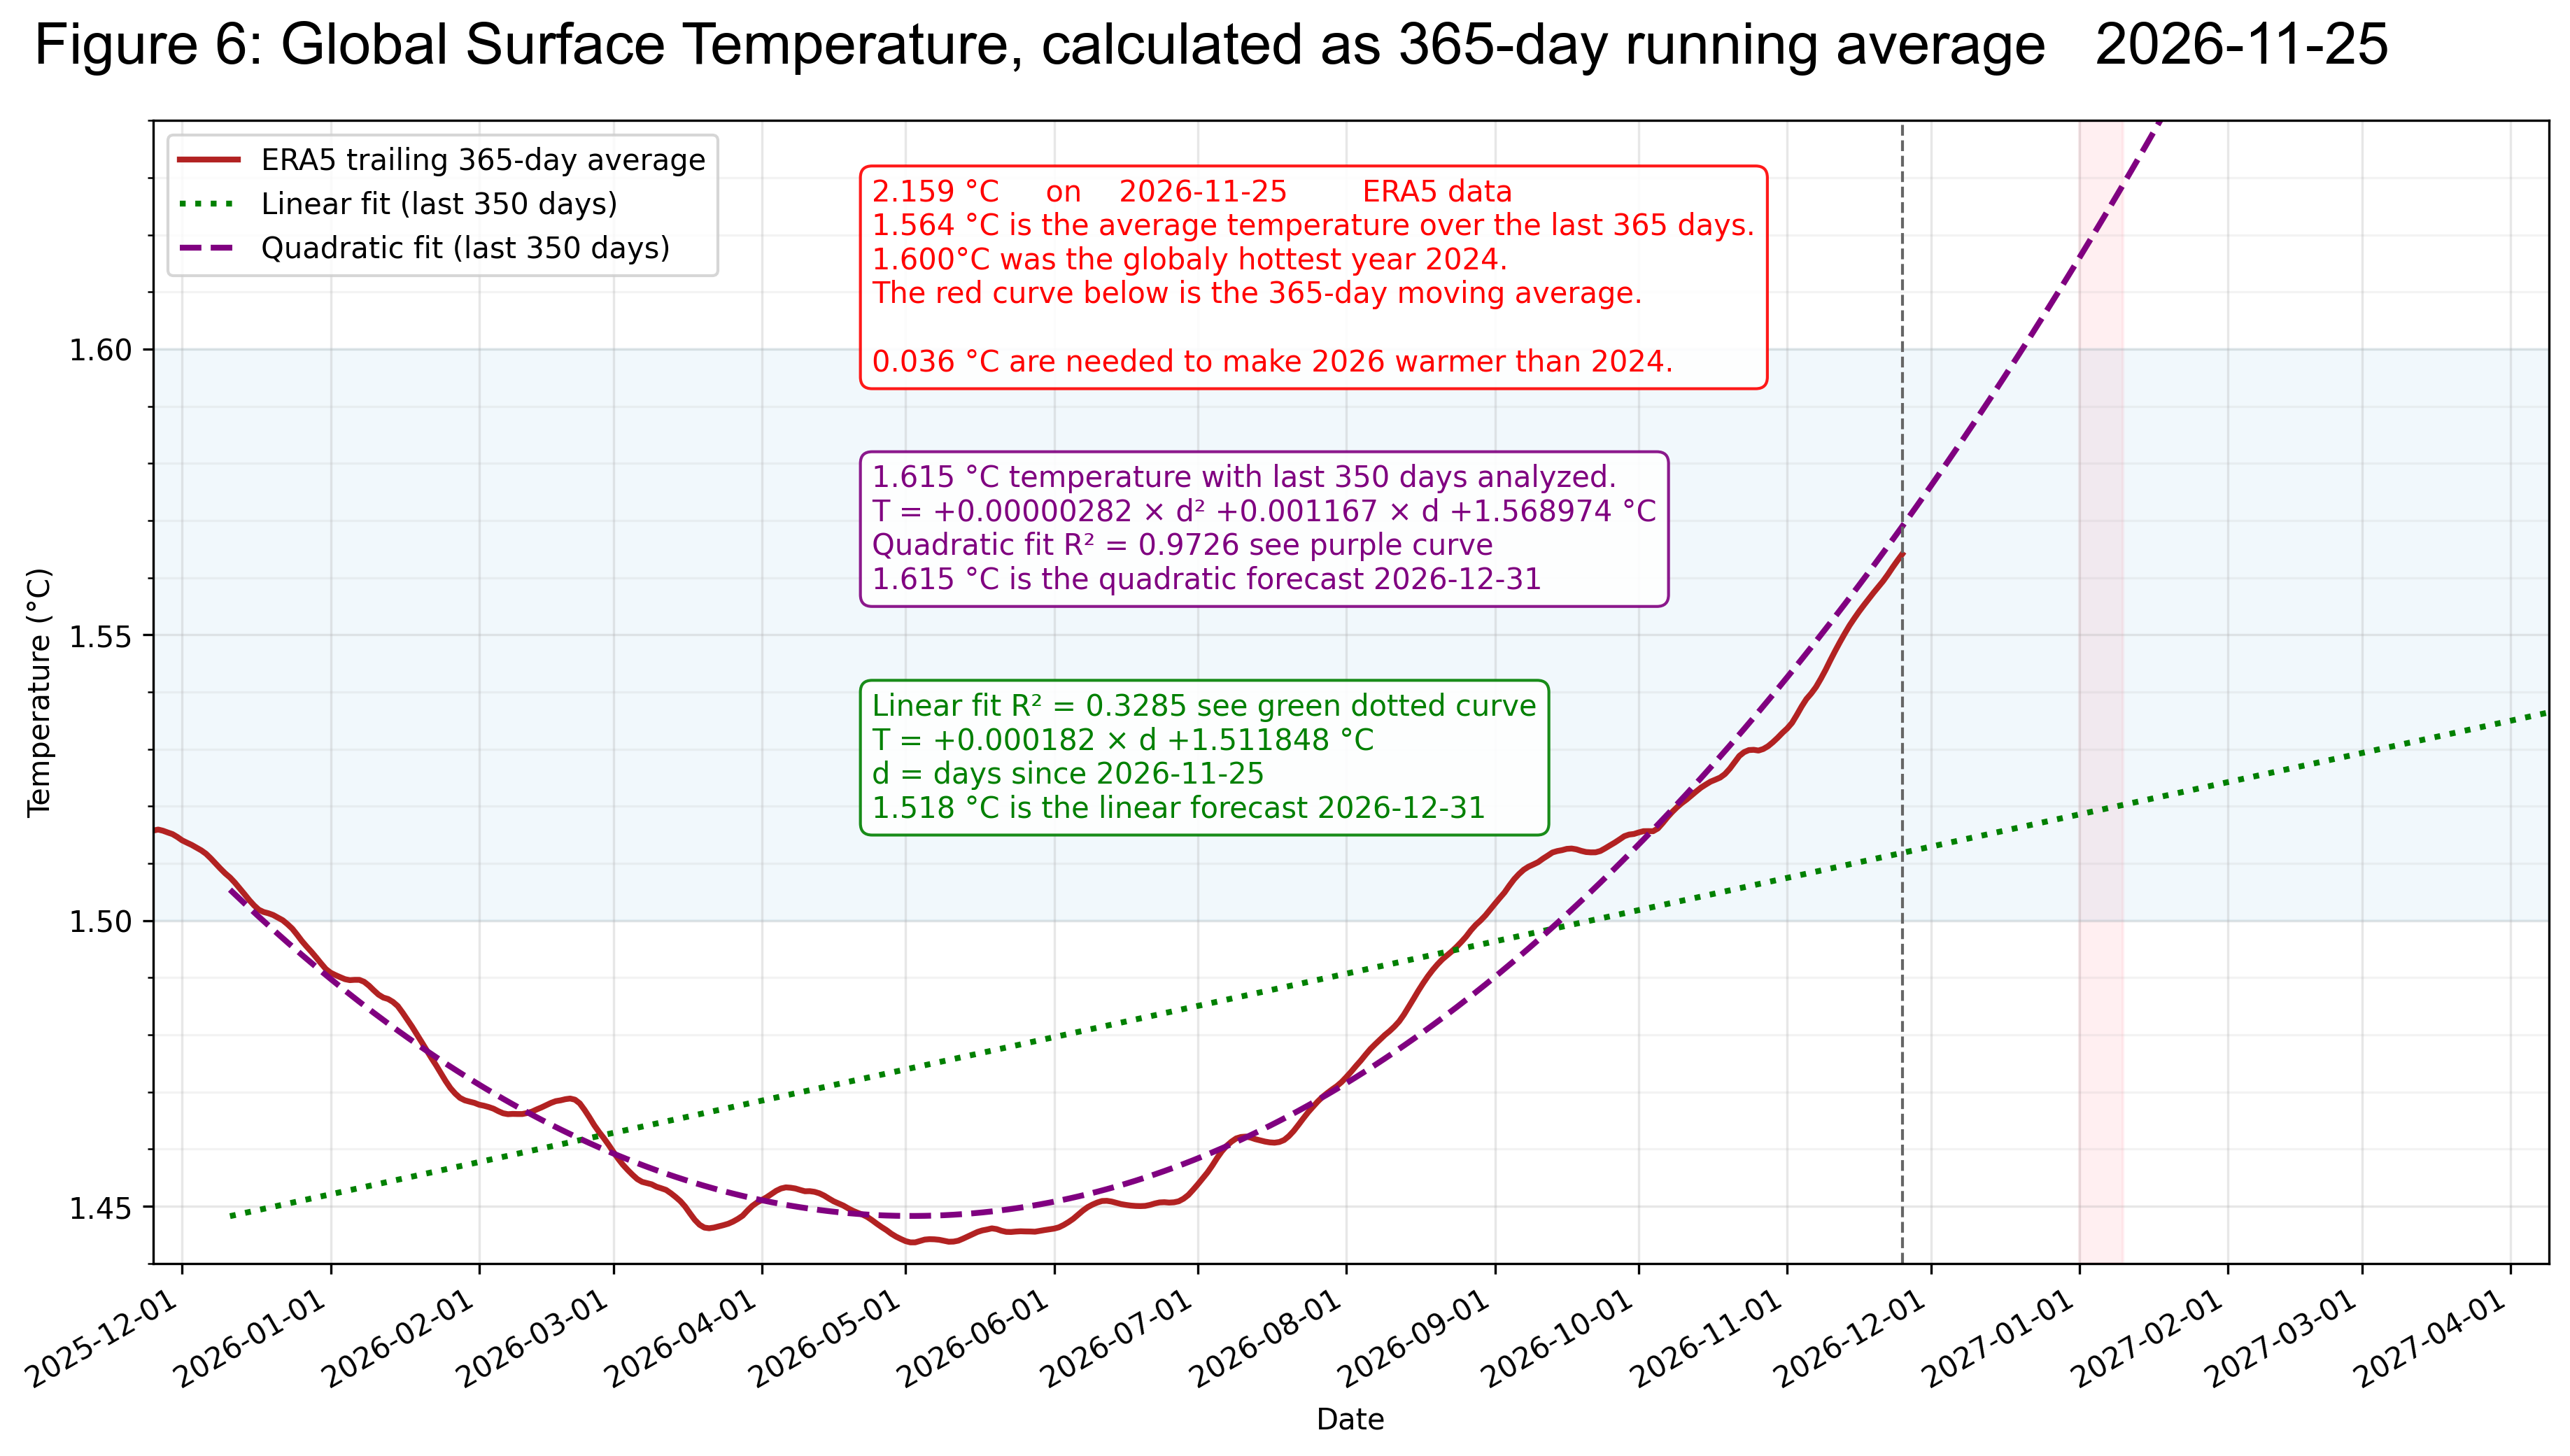 Figure 6: Global Surface Temperature, calculated as 365-day running average   2026-11-25
ERA5 trailing 365-day average
Linear fit (last 350 days)
Quadratic fit (last 350 days)
2.159 °C     on    2026-11-25        ERA5 data
1.564 °C is the average temperature over the last 365 days.
1.600°C was the globaly hottest year 2024.
The red curve below is the 365-day moving average.
0.036 °C are needed to make 2026 warmer than 2024.
1.615 °C temperature with last 350 days analyzed.
T = +0.00000282 × d² +0.001167 × d +1.568974 °C
Quadratic fit R² = 0.9726 see purple curve
1.615 °C is the quadratic forecast 2026-12-31
Linear fit R² = 0.3285 see green dotted curve
T = +0.000182 × d +1.511848 °C
d = days since 2026-11-25
1.518 °C is the linear forecast 2026-12-31
Temperature (°C)
1.60
1.55
1.50
1.45
2025-12-01
2026-01-01
2026-02-01
2026-03-01
2026-04-01
2026-05-01
2026-06-01
2026-07-01
2026-08-01
2026-09-01
2026-10-01
2026-11-01
2026-12-01
2027-01-01
2027-02-01
2027-03-01
2027-04-01
Date